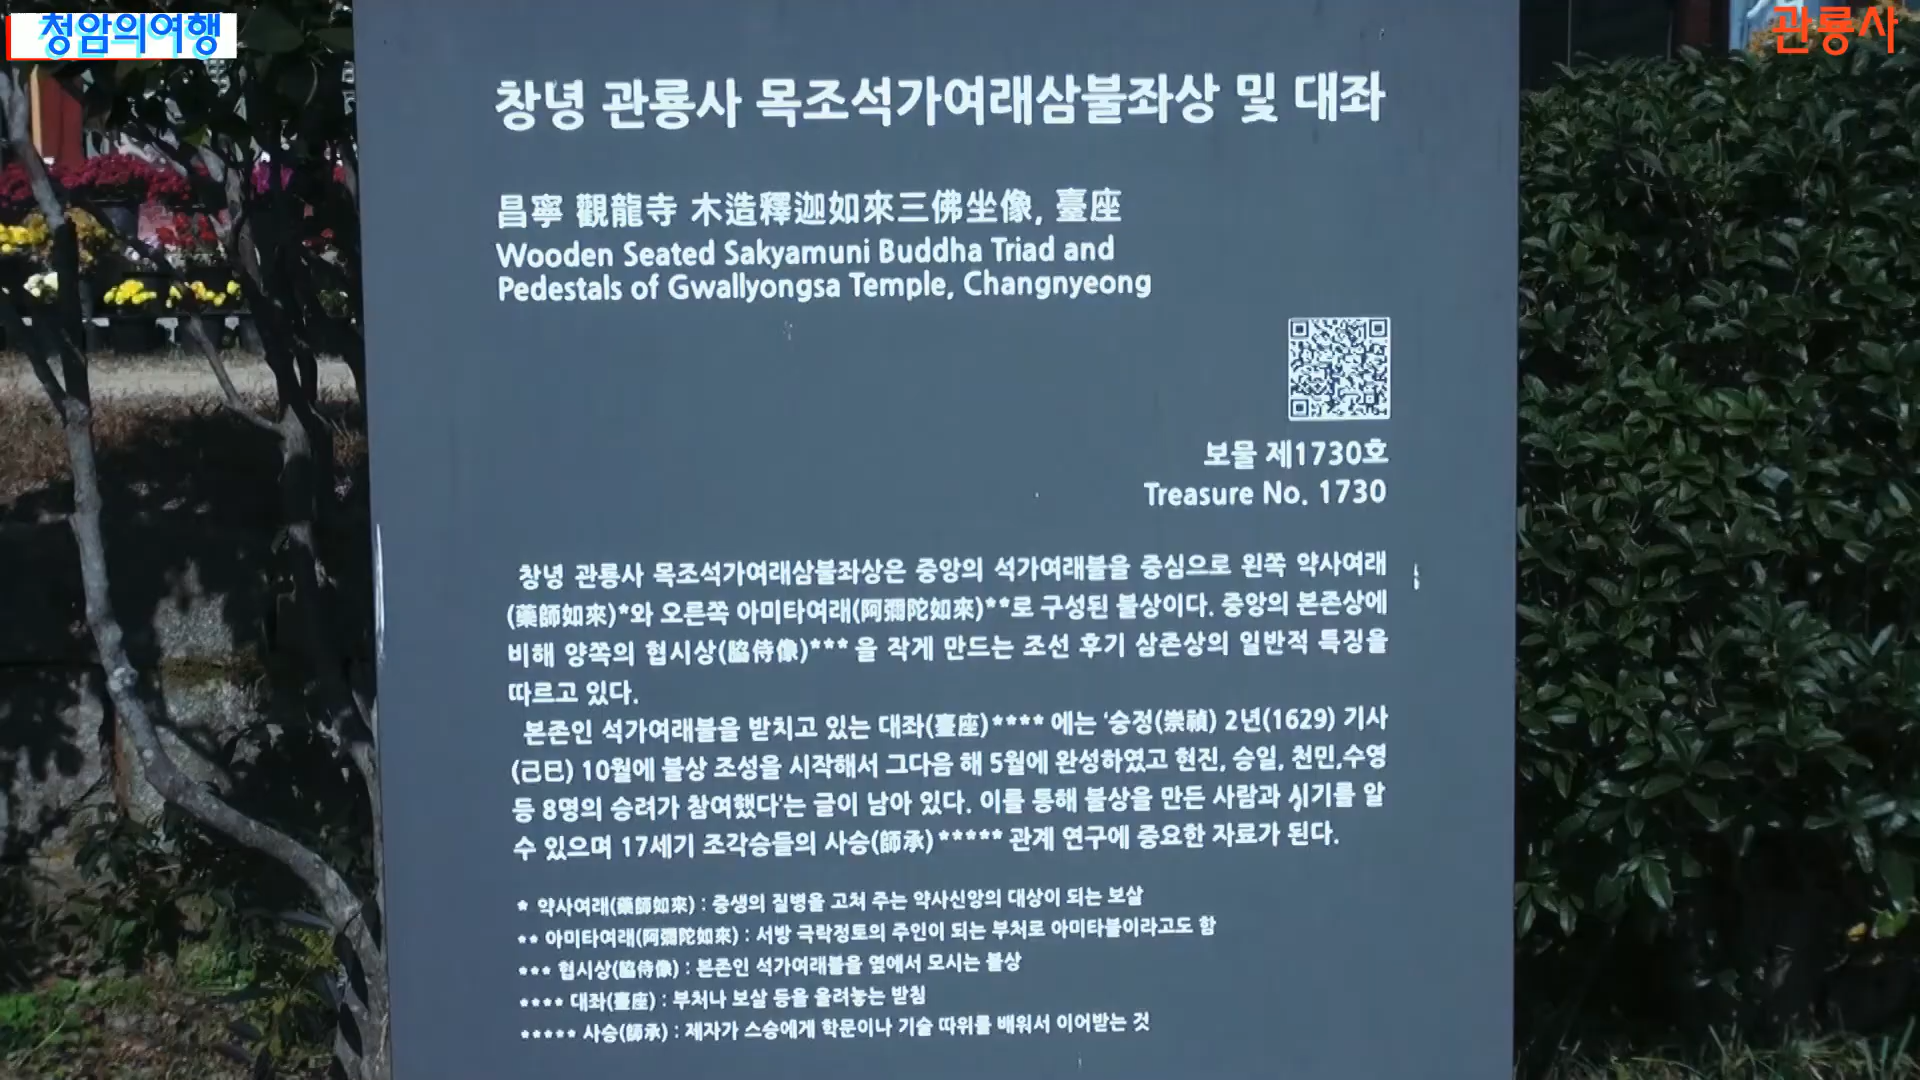 청암의여행
관룡사
창녕 관룡사 목조석가여래삼불좌상 및 대좌
昌寧 觀龍寺 木造釋迦如來三佛坐像, 臺座
Wooden Seated Sakyamuni Buddha Triad and
Pedestals of Gwallyongsa Temple, Changnyeong
보물 제1730호
Treasure No. 1730
창녕 관룡사 목조석가여래삼불좌상은 중앙의 석가여래불을 중심으로 왼쪽 약사여래
(藥師如來)*와 오른쪽 아미타여래(阿彌陀如來)**로 구성된 불상이다. 중앙의 본존상에
비해 양쪽의 협시상(脇侍像)*** 을 작게 만드는 조선 후기 삼존상의 일반적 특징을
따르고 있다.
본존인 석가여래불을 받치고 있는 대좌(臺座)**** 에는 '숭정(崇禎) 2년(1629) 기사
(己巳) 10월에 불상 조성을 시작해서 그다음 해 5월에 완성하였고 현진, 승일, 천민,수영
등 8명의 승려가 참여했다'는 글이 남아 있다. 이를 통해 불상을 만든 사람과 시기를 알
수 있으며 17세기 조각승들의 사승(師承)***** 관계 연구에 중요한 자료가 된다.
* 약사여래(藥師如來) : 중생의 질병을 고쳐 주는 약사신앙의 대상이 되는 보살
** 아미타여래(阿彌陀如來) : 서방 극락정토의 주인이 되는 부처로 아미타불이라고도 함
*** 협시상(脇侍像) : 본존인 석가여래불을 옆에서 모시는 불상
**** 대좌(臺座) : 부처나 보살 등을 올려놓는 받침
***** 사승(師承) : 제자가 스승에게 학문이나 기술 따위를 배워서 이어받는 것